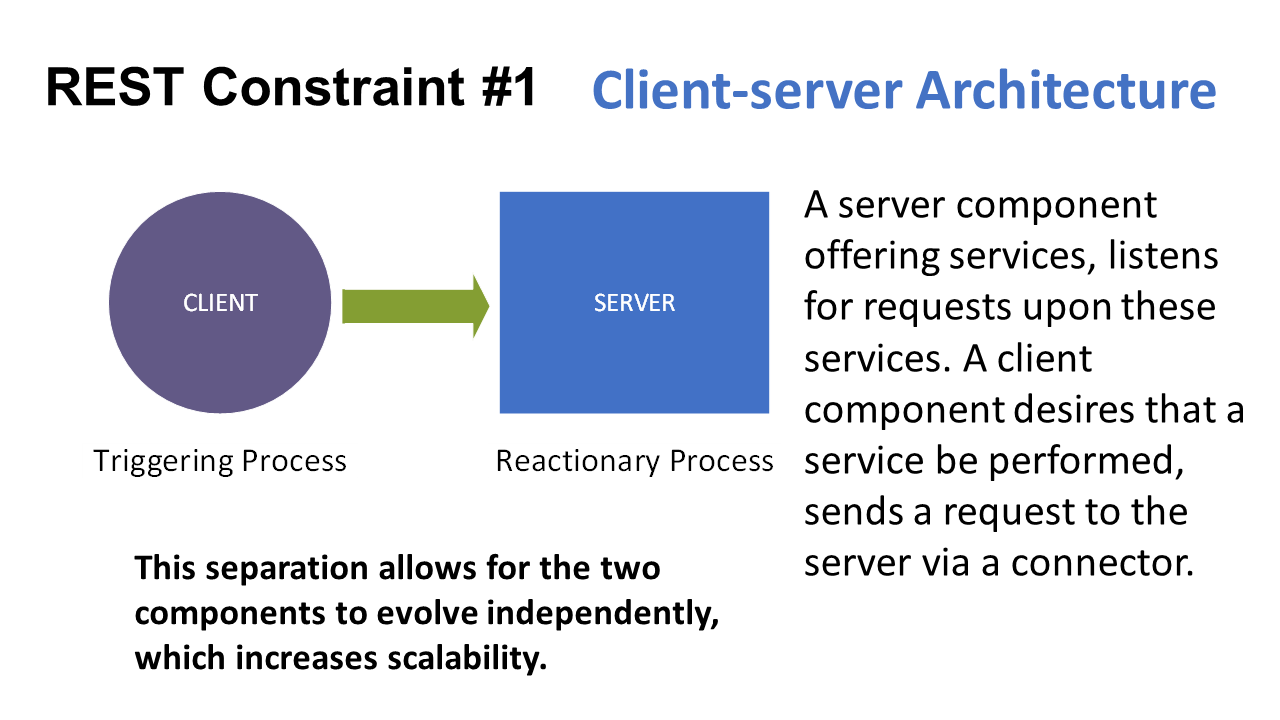 REST Constraint #1 Client-server Architecture
CLIENT
SERVER
Triggering Process
Reactionary Process
A server component
offering services, listens
for requests upon these
services. A client
component desires that a
service be performed,
sends a request to the
server via a connector.
This separation allows for the two
components to evolve independently,
which increases scalability.